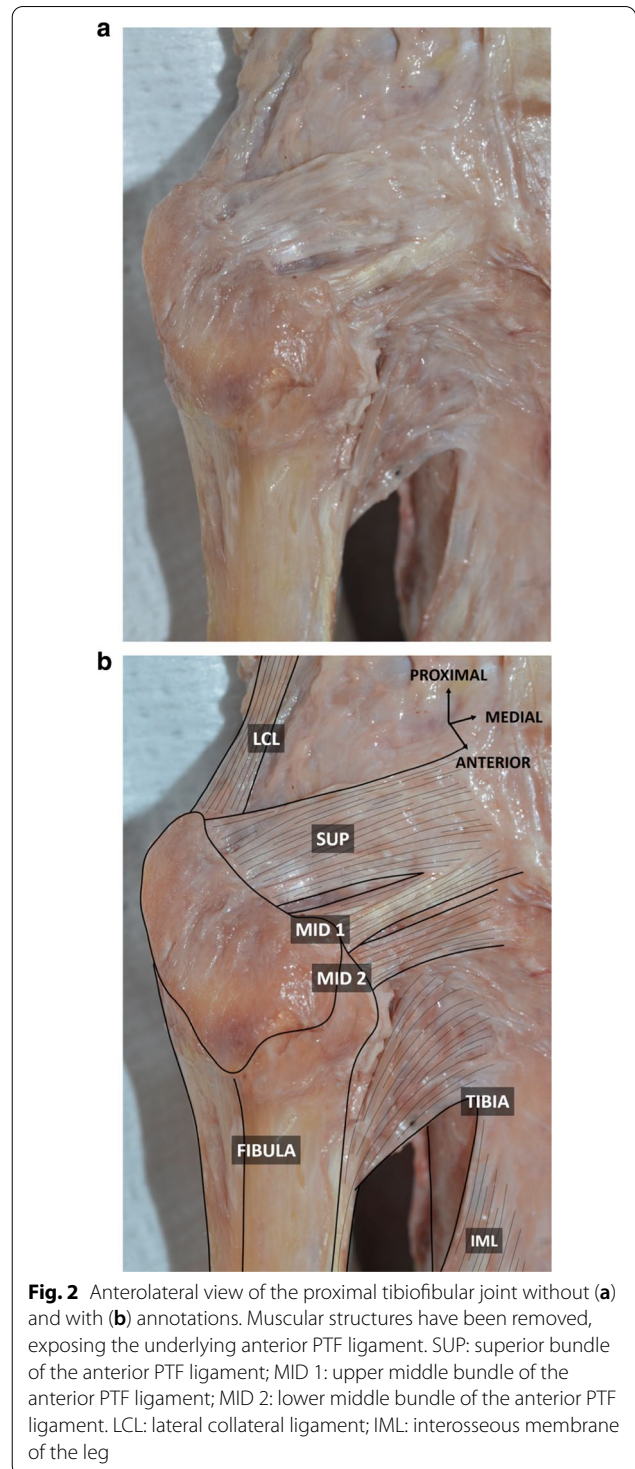 a
b
PROXIMAL
MEDIAL
ANTERIOR
LCL
SUP
MID 1
MID 2
TIBIA
FIBULA
IML
Fig. 2 Anterolateral view of the proximal tibiofibular joint without (a)
and with (b) annotations. Muscular structures have been removed,
exposing the underlying anterior PTF ligament. SUP: superior bundle
of the anterior PTF ligament; MID 1: upper middle bundle of the
anterior PTF ligament; MID 2: lower middle bundle of the anterior PTF
ligament. LCL: lateral collateral ligament; IML: interosseous membrane
of the leg